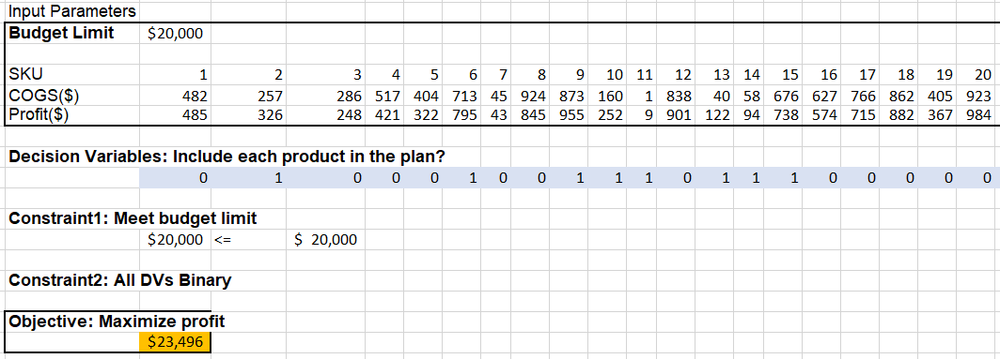 Input Parameters
Budget Limit $20,000
SKU 1 2 3 4 5 6 7 8 9 10 11 12 13 14 15 16 17 18 19 20
COGS($) 482 257 286 517 404 713 45 924 873 160 1 838 40 58 676 627 766 862 405 923
Profit($) 485 326 248 421 322 795 43 845 955 252 9 901 122 94 738 574 715 882 367 984
Decision Variables: Include each product in the plan?
0 1 0 0 0 1 0 0 1 1 1 0 1 1 1 0 0 0 0 0
Constraint1: Meet budget limit
$20,000 <= $ 20,000
Constraint2: All DVs Binary
Objective: Maximize profit
$23,496